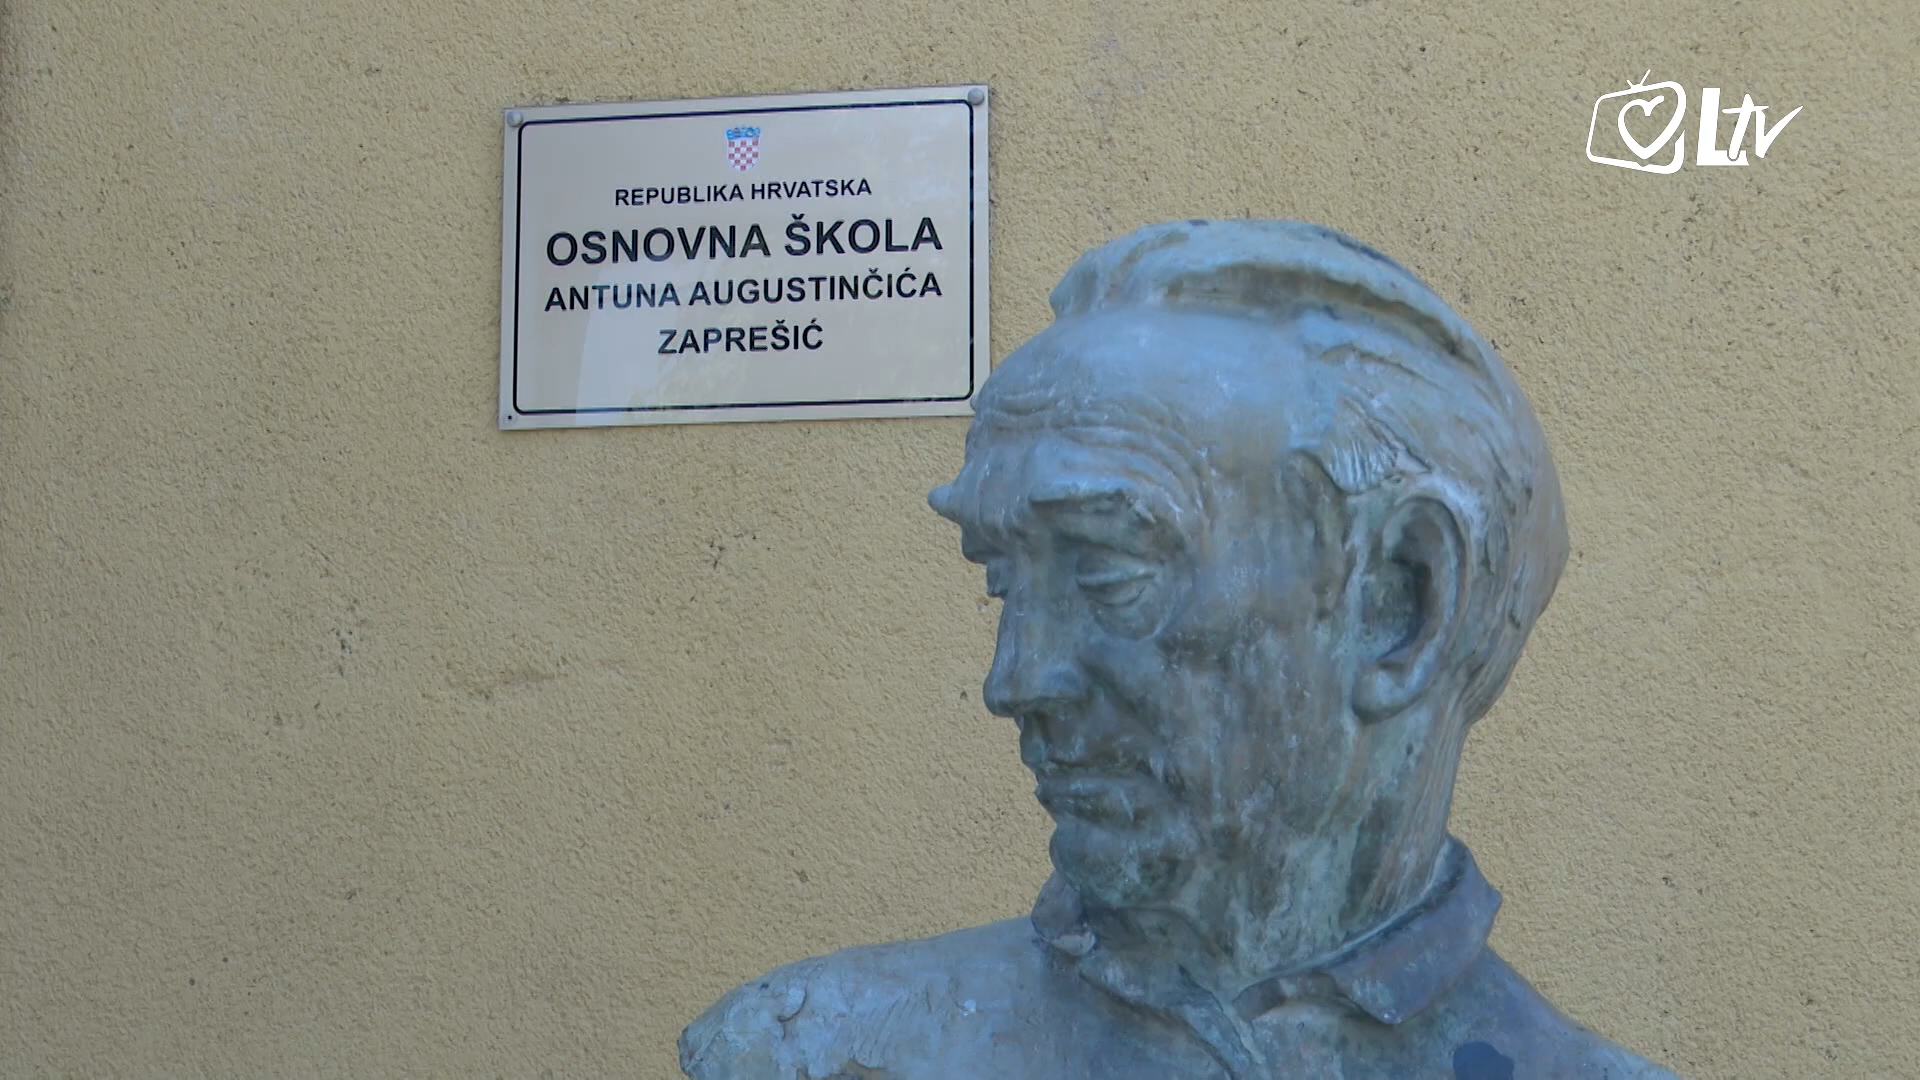 REPUBLIKA HRVATSKA
OSNOVNA ŠKOLA
ANTUNA AUGUSTINČIĆA
ZAPREŠIĆ
Ltv